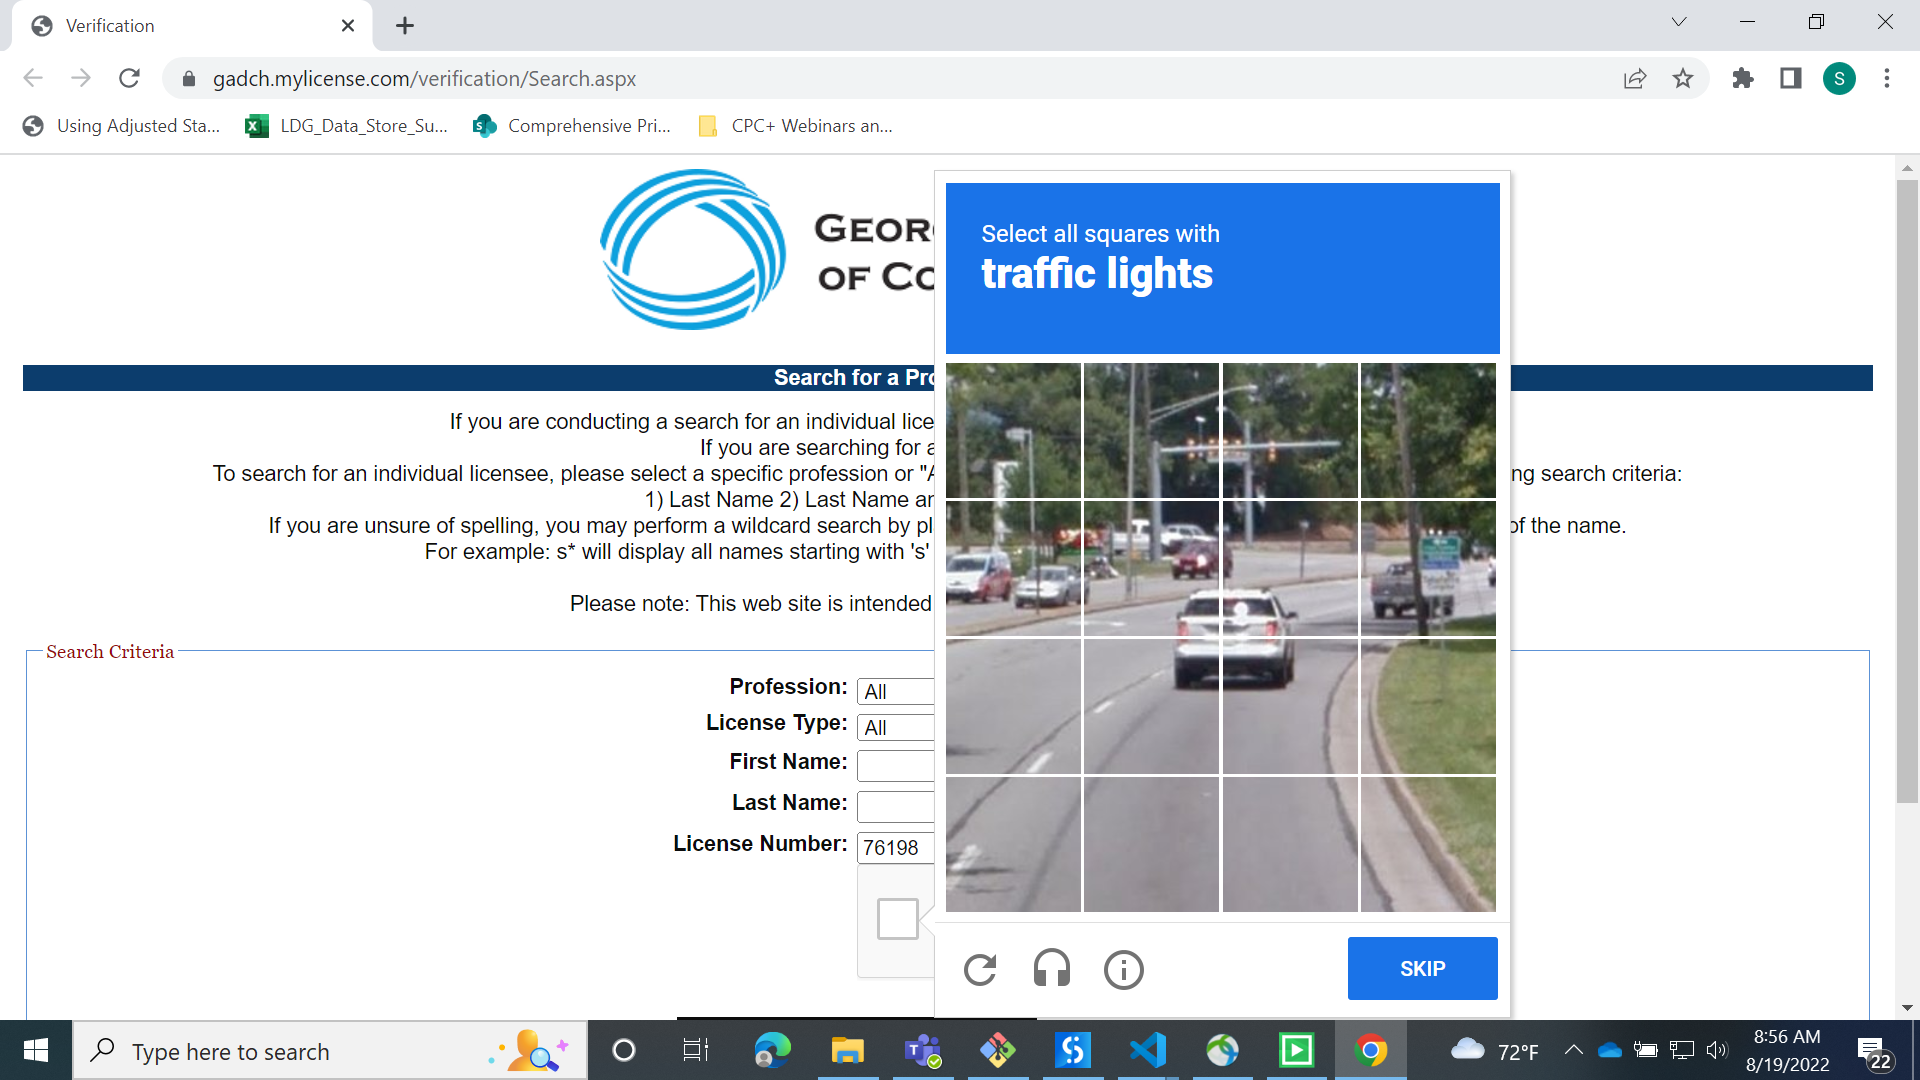 Verification
gadch.mylicense.com/verification/Search.aspx
S
Using Adjusted Sta...
LDG_Data_Store_Su...
Comprehensive Pri...
CPC+ Webinars an...
GEOR
OF CO
Select all squares with
traffic lights
Search for a Pro
If you are conducting a search for an individual lice
If you are searching for a
To search for an individual licensee, please select a specific profession or "A
ng search criteria:
1) Last Name 2) Last Name an
If you are unsure of spelling, you may perform a wildcard search by pl
of the name.
For example: s* will display all names starting with 's'
Please note: This web site is intended
Search Criteria
Profession:
All
License Type:
All
First Name:
Last Name:
License Number:
76198
SKIP
Type here to search
72°F
8:56 AM
8/19/2022
22